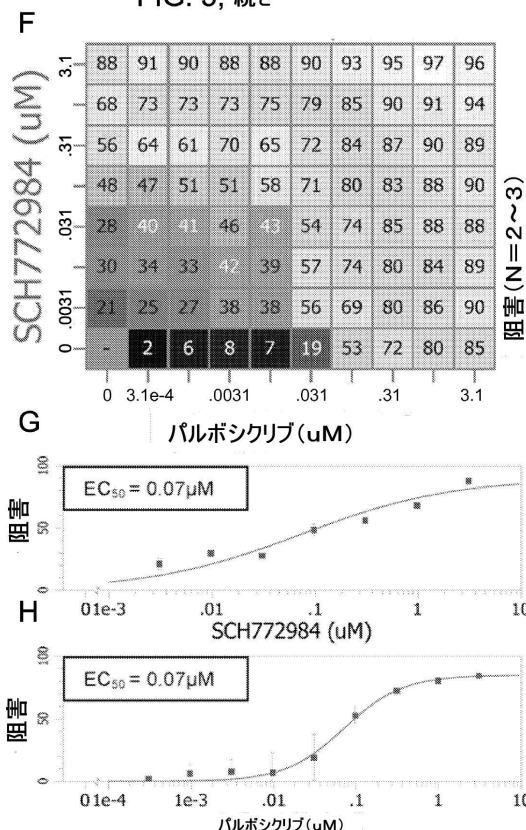 FIG. 9, 続き
F
SCH772984 (uM)
3.1 88 91 90 88 88 90 93 95 97 96
68 73 73 73 75 79 85 90 91 94
.31 56 64 61 70 65 72 84 87 90 89
48 47 51 51 58 71 80 83 88 90
.031 28 40 41 46 43 54 74 85 88 88
30 34 33 42 39 57 74 80 84 89
.0031 21 25 27 38 38 56 69 80 86 90
0 - 2 6 8 7 19 53 72 80 85
0 3.1e-4 .0031 .031 .31 3.1
パルボシクリブ(uM)
阻害(N=2~3)
G
阻害
100
50
0
EC₅₀ = 0.07µM
01e-3 .01 .1 1 10
SCH772984 (uM)
H
阻害
100
50
0
EC₅₀ = 0.07µM
01e-4 1e-3 .01 .1 1 10
パルボシクリブ(uM)